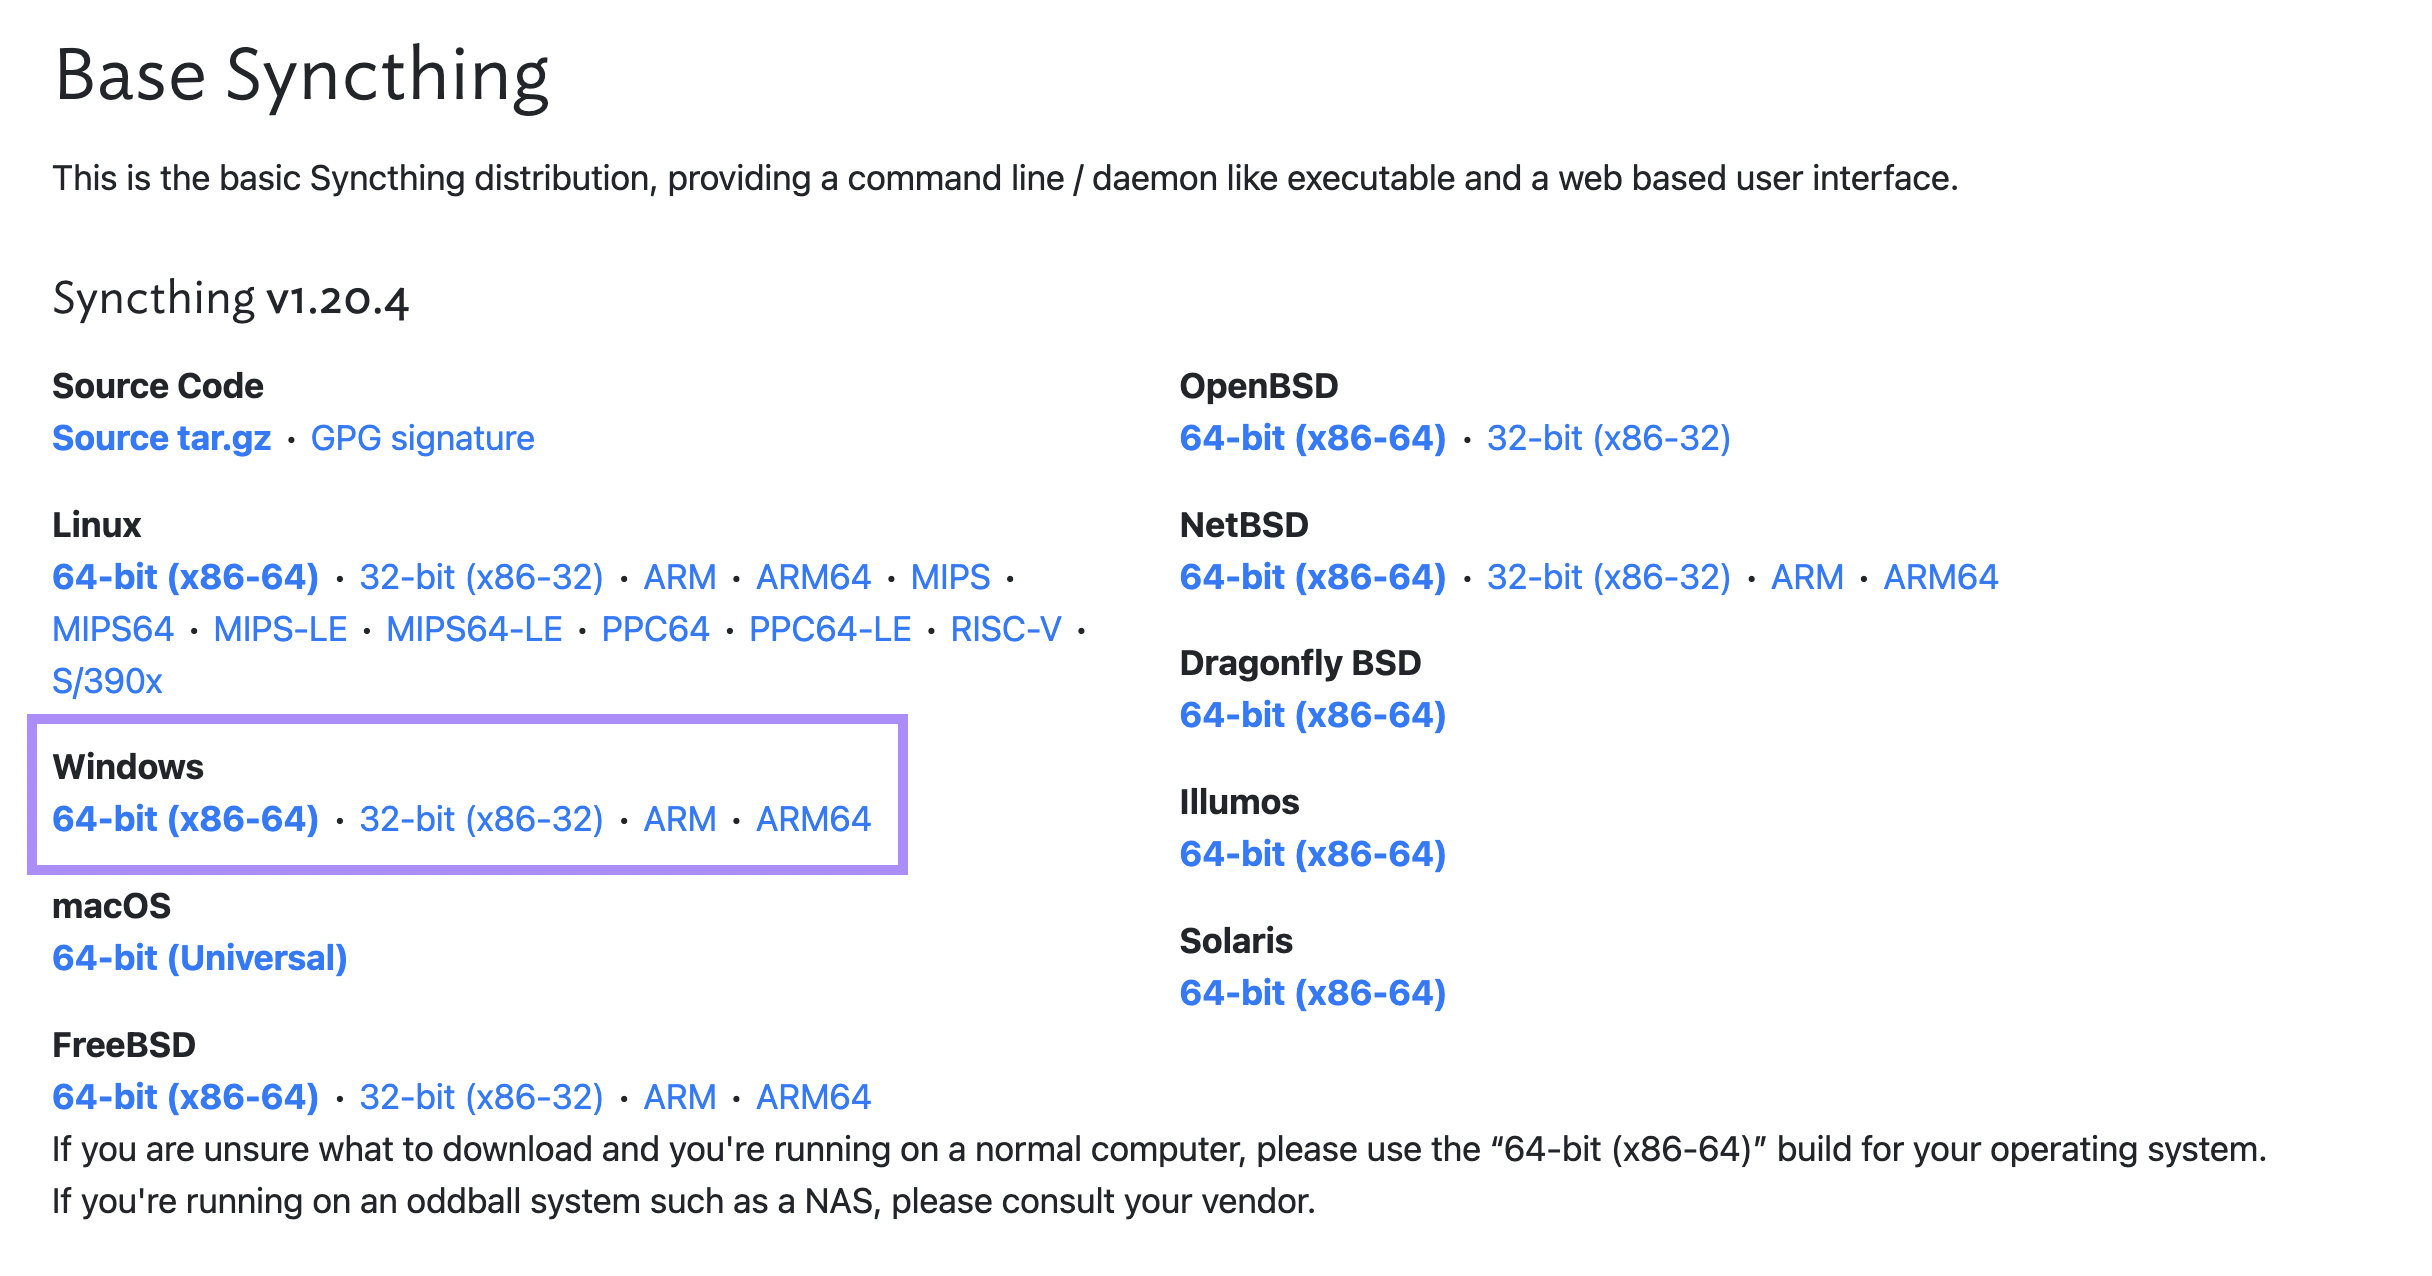 Base Syncthing
This is the basic Syncthing distribution, providing a command line / daemon like executable and a web based user interface.
Syncthing v1.20.4
Source Code
Source tar.gz · GPG signature
Linux
64-bit (x86-64) · 32-bit (x86-32) · ARM · ARM64 · MIPS ·
MIPS64 · MIPS-LE · MIPS64-LE · PPC64 · PPC64-LE · RISC-V ·
S/390x
Windows
64-bit (x86-64) · 32-bit (x86-32) · ARM · ARM64
macOS
64-bit (Universal)
FreeBSD
64-bit (x86-64) · 32-bit (x86-32) · ARM · ARM64
OpenBSD
64-bit (x86-64) · 32-bit (x86-32)
NetBSD
64-bit (x86-64) · 32-bit (x86-32) · ARM · ARM64
Dragonfly BSD
64-bit (x86-64)
Illumos
64-bit (x86-64)
Solaris
64-bit (x86-64)
If you are unsure what to download and you're running on a normal computer, please use the “64-bit (x86-64)” build for your operating system.
If you're running on an oddball system such as a NAS, please consult your vendor.